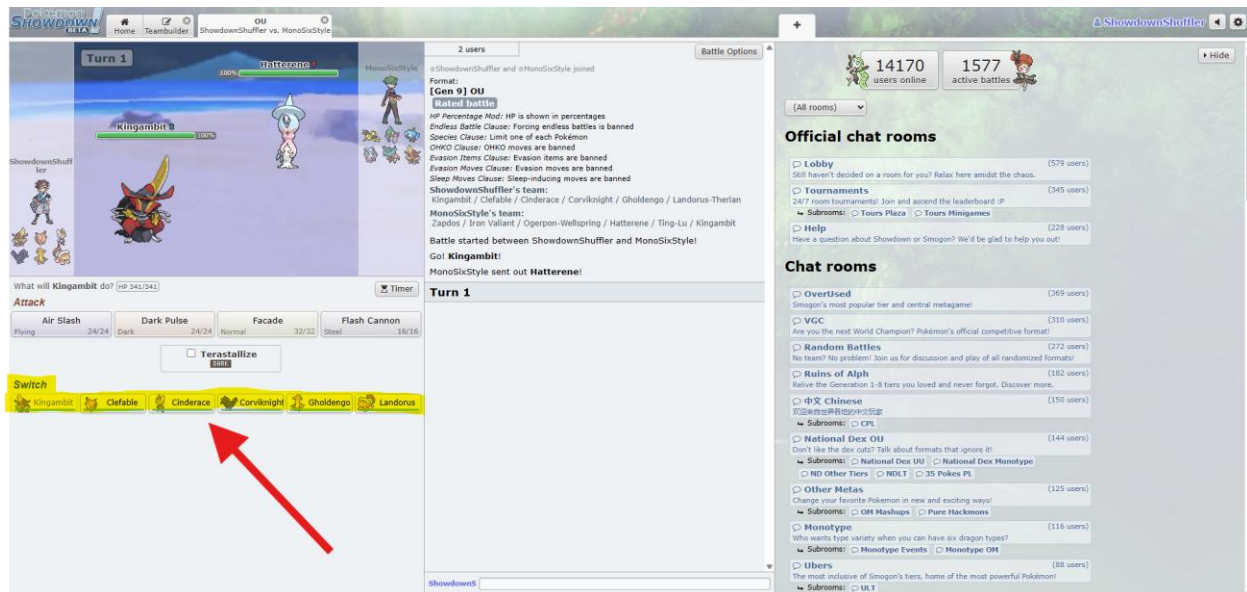 Pokémon
SHOWDOWN!
BETA
Home
Teambuilder
OU
ShowdownShuffler vs. MonoSixStyle
+
ShowdownShuffler
Turn 1
Hatterene
100%
MonoSixStyle
Kingambit
100%
ShowdownShuff
ler
What will Kingambit do? HP 341/341
Timer
Attack
Air Slash
Flying 24/24
Dark Pulse
Dark 24/24
Facade
Normal 32/32
Flash Cannon
Steel 16/16
Terastallize
DARK
Switch
Kingambit
Clefable
Cinderace
Corviknight
Gholdengo
Landorus
2 users
Battle Options
☆ShowdownShuffler and ☆MonoSixStyle joined
Format:
[Gen 9] OU
Rated battle
HP Percentage Mod: HP is shown in percentages
Endless Battle Clause: Forcing endless battles is banned
Species Clause: Limit one of each Pokémon
OHKO Clause: OHKO moves are banned
Evasion Items Clause: Evasion items are banned
Evasion Moves Clause: Evasion moves are banned
Sleep Moves Clause: Sleep-inducing moves are banned
ShowdownShuffler's team:
Kingambit / Clefable / Cinderace / Corviknight / Gholdengo / Landorus-Therian
MonoSixStyle's team:
Zapdos / Iron Valiant / Ogerpon-Wellspring / Hatterene / Ting-Lu / Kingambit
Battle started between ShowdownShuffler and MonoSixStyle!
Go! Kingambit!
MonoSixStyle sent out Hatterene!
Turn 1
ShowdownS
14170
users online
1577
active battles
Hide
(All rooms)
Official chat rooms
Lobby (579 users)
Still haven't decided on a room for you? Relax here amidst the chaos.
Tournaments (345 users)
24/7 room tournaments! Join and ascend the leaderboard :P
Subrooms: Tours Plaza Tours Minigames
Help (228 users)
Have a question about Showdown or Smogon? We'd be glad to help you out!
Chat rooms
OverUsed (369 users)
Smogon's most popular tier and central metagame!
VGC (310 users)
Are you the next World Champion? Pokémon's official competitive format!
Random Battles (272 users)
No team? No problem! Join us for discussion and play of all randomized formats!
Ruins of Alph (182 users)
Relive the Generation 1-8 tiers you loved and never forgot. Discover more.
中文 Chinese (150 users)
欢迎来自世界各地的中文玩家
Subrooms: CPL
National Dex OU (144 users)
Don't like the dex cuts? Talk about formats that ignore it!
Subrooms: National Dex UU National Dex Monotype
ND Other Tiers NDLT 35 Pokes PL
Other Metas (125 users)
Change your favorite Pokemon in new and exciting ways!
Subrooms: OM Mashups Pure Hackmons
Monotype (116 users)
Who wants type variety when you can have six dragon types?
Subrooms: Monotype Events Monotype OM
Ubers (88 users)
The most inclusive of Smogon's tiers, home of the most powerful Pokémon!
Subrooms: ULT